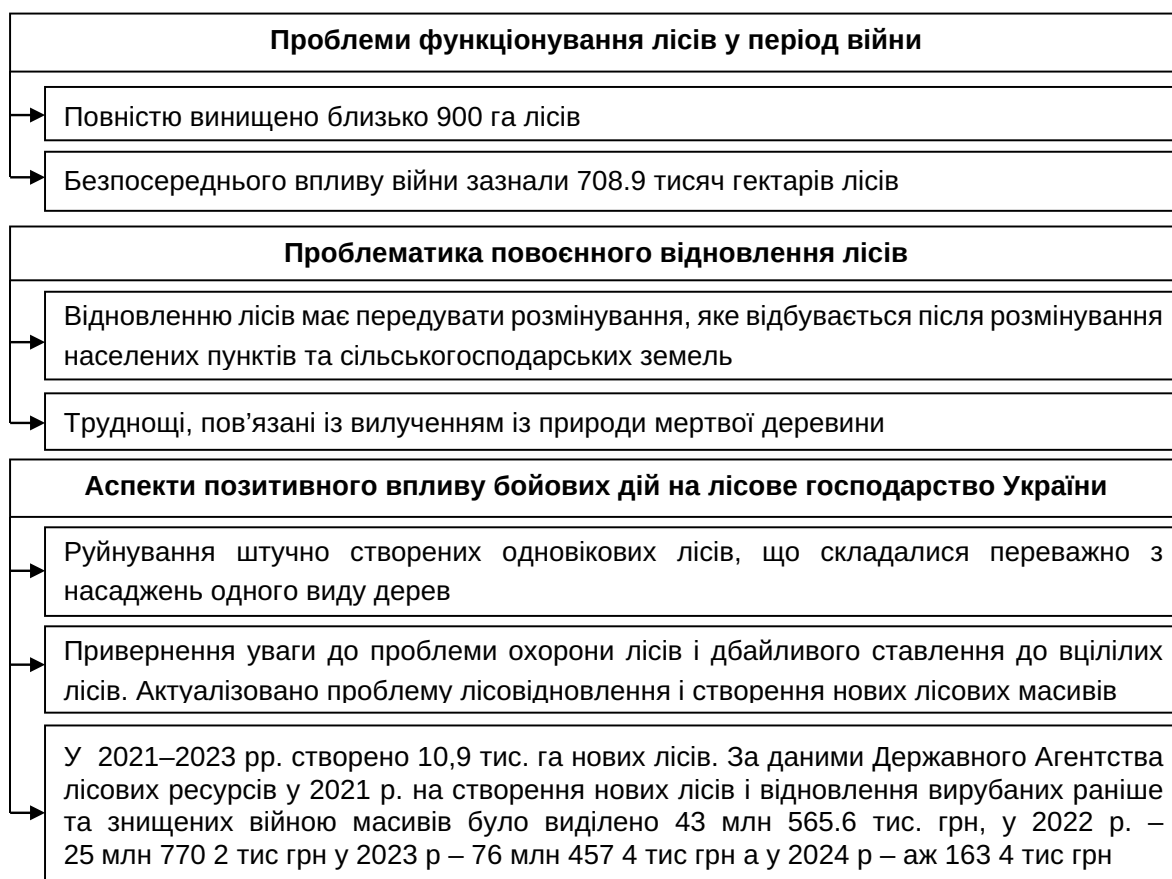 Проблеми функціонування лісів у період війни
Повністю винищено близько 900 га лісів
Безпосереднього впливу війни зазнали 708.9 тисяч гектарів лісів
Проблематика повоєнного відновлення лісів
Відновленню лісів має передувати розмінування, яке відбувається після розмінування
населених пунктів та сільськогосподарських земель
Труднощі, пов’язані із вилученням із природи мертвої деревини
Аспекти позитивного впливу бойових дій на лісове господарство України
Руйнування штучно створених одновікових лісів, що складалися переважно з
насаджень одного виду дерев
Привернення уваги до проблеми охорони лісів і дбайливого ставлення до вцілілих
лісів. Актуалізовано проблему лісовідновлення і створення нових лісових масивів
У 2021–2023 рр. створено 10,9 тис. га нових лісів. За даними Державного Агентства
лісових ресурсів у 2021 р. на створення нових лісів і відновлення вирубаних раніше
та знищених війною масивів було виділено 43 млн 565.6 тис. грн, у 2022 р. –
25 млн 770 2 тис грн у 2023 р – 76 млн 457 4 тис грн а у 2024 р – аж 163 4 тис грн